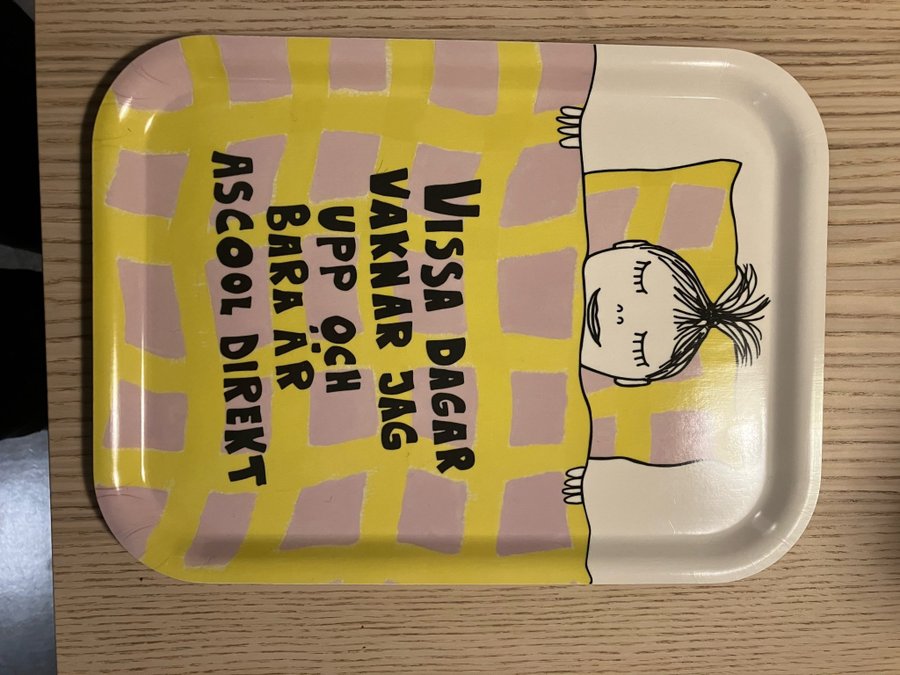 VISSA DAGAR
VAKNAR JAG
UPP OCH
BARA ÄR
ASCOOL DIREKT